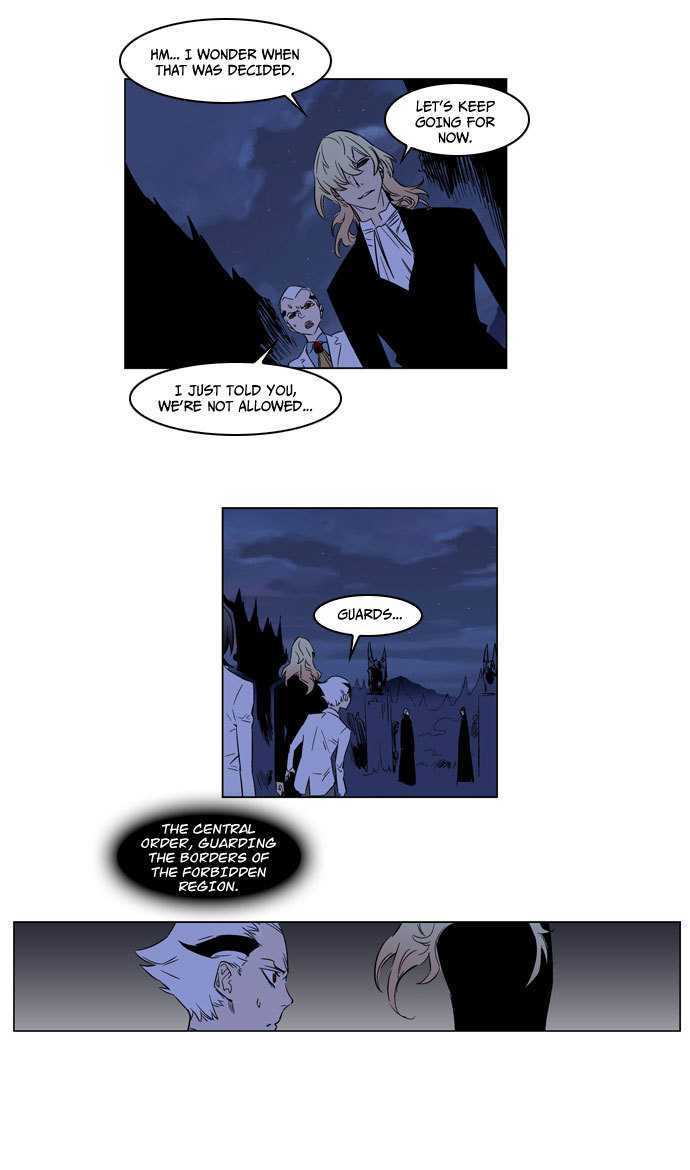 HM... I WONDER WHEN
THAT WAS DECIDED.
LET'S KEEP
GOING FOR
NOW.
I JUST TOLD YOU,
WE'RE NOT ALLOWED...
GUARDS...
THE CENTRAL
ORDER, GUARDING
THE BORDERS OF
THE FORBIDDEN
REGION.